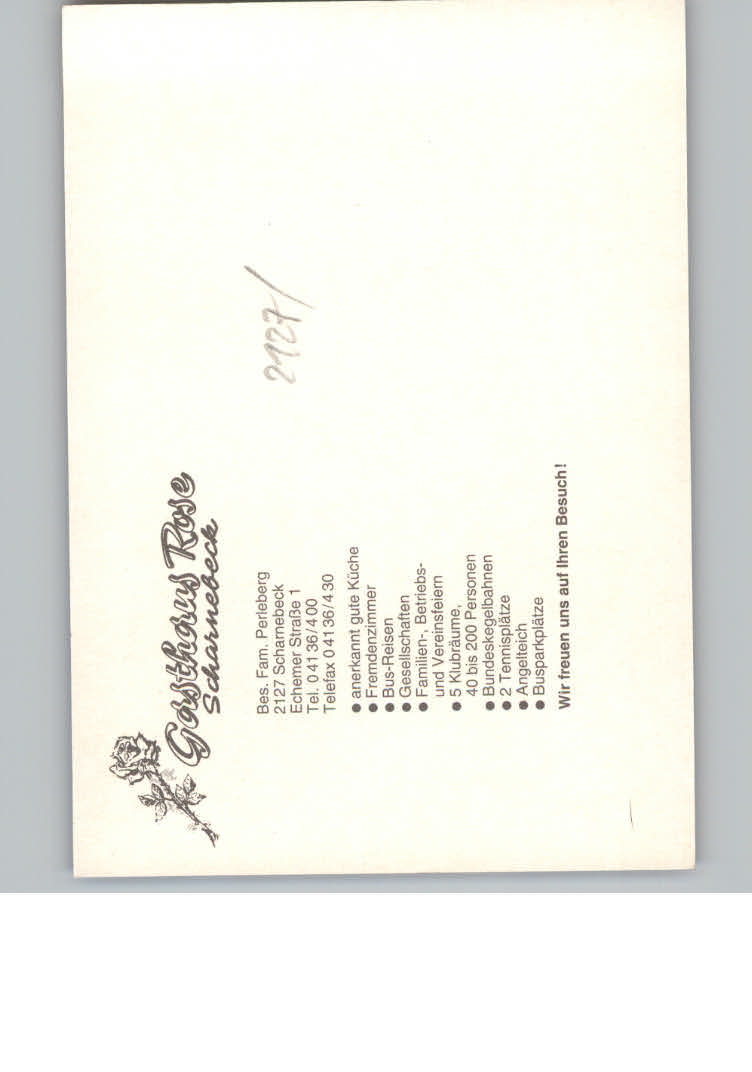 Gasthaus Rose
Scharnebeck
Bes. Fam. Perleberg
2127 Scharnebeck
Echemer Straße 1
Tel. 0 41 36/4 00
Telefax 0 41 36/4 30
● anerkannt gute Küche
● Fremdenzimmer
● Bus-Reisen
● Gesellschaften
● Familien-, Betriebs-
und Vereinsfeiern
● 5 Klubräume,
40 bis 200 Personen
● Bundeskegelbahnen
● 2 Tennisplätze
● Angelteich
● Busparkplätze
Wir freuen uns auf Ihren Besuch!
2127/